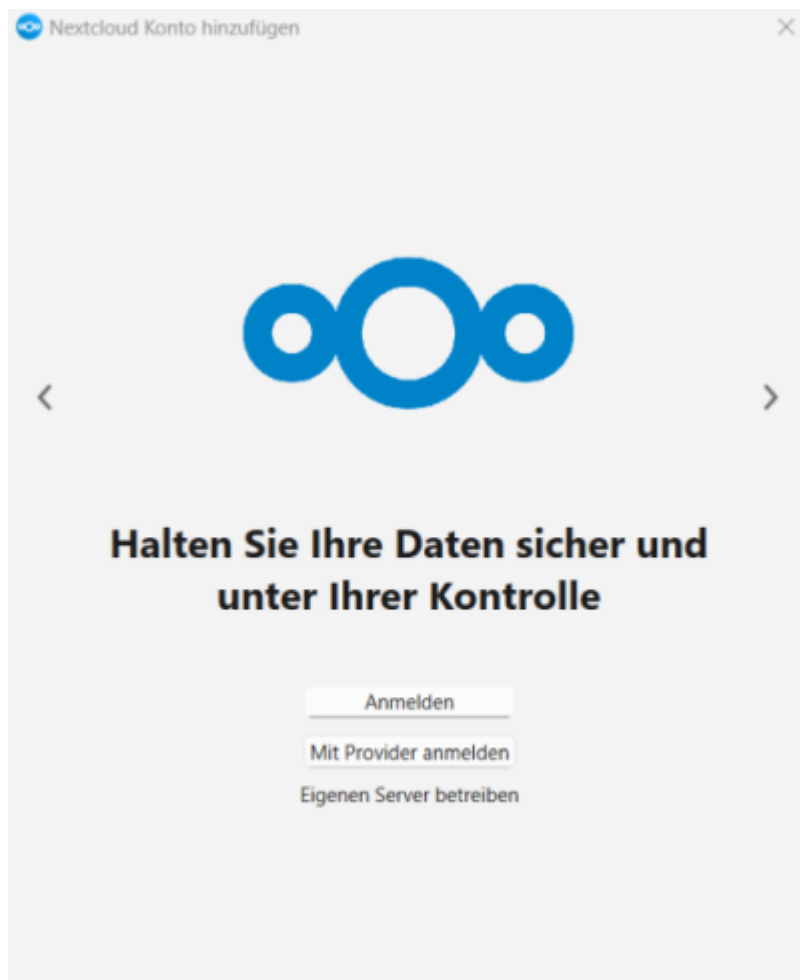 Nextcloud Konto hinzufügen
Halten Sie Ihre Daten sicher und
unter Ihrer Kontrolle
Anmelden
Mit Provider anmelden
Eigenen Server betreiben